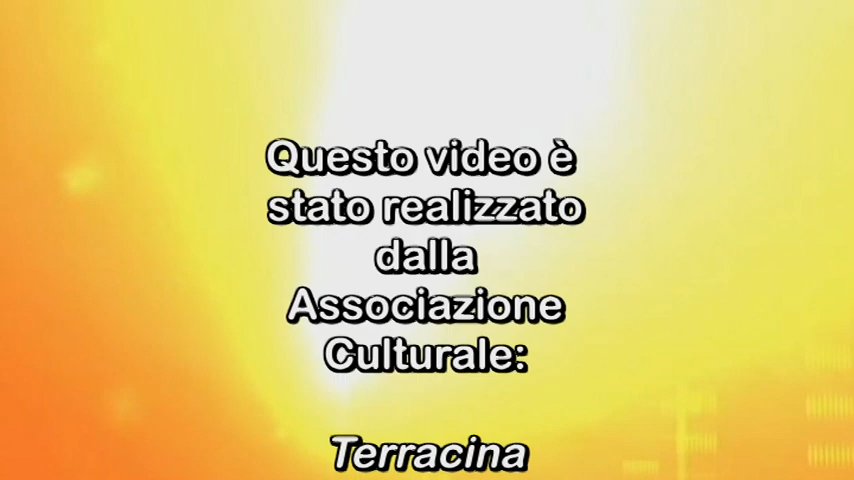 Questo video è
stato realizzato
dalla
Associazione
Culturale:
Terracina